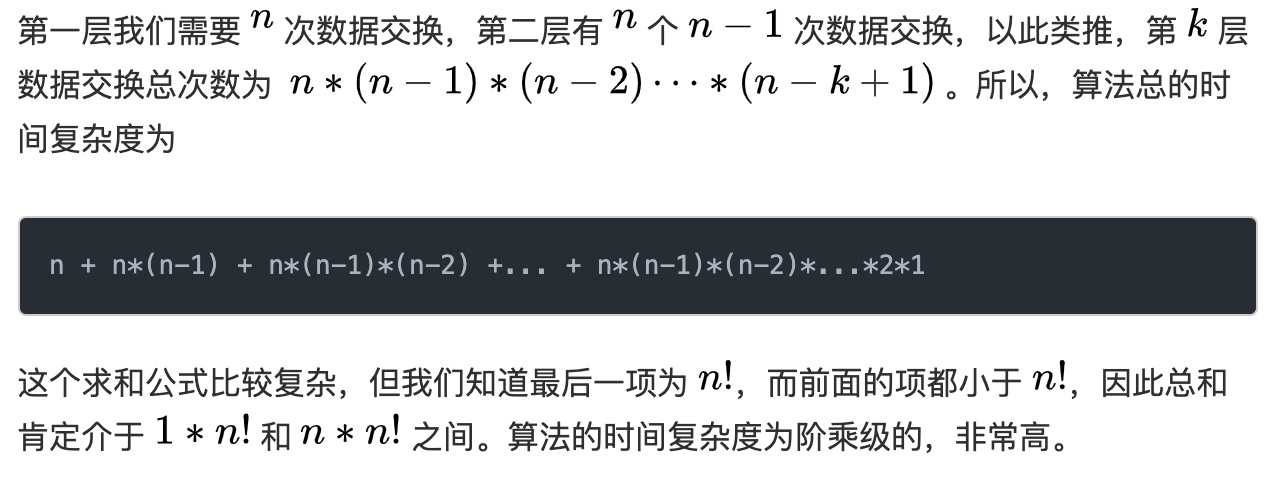 第一层我们需要 n 次数据交换，第二层有 n 个 n − 1 次数据交换，以此类推，第 k 层
数据交换总次数为 n ∗ (n − 1) ∗ (n − 2) ⋯ ∗ (n − k + 1) 。所以，算法总的时
间复杂度为
n + n*(n-1) + n*(n-1)*(n-2) +... + n*(n-1)*(n-2)*...*2*1
这个求和公式比较复杂，但我们知道最后一项为 n!，而前面的项都小于 n!，因此总和
肯定介于 1 ∗ n! 和 n ∗ n! 之间。算法的时间复杂度为阶乘级的，非常高。